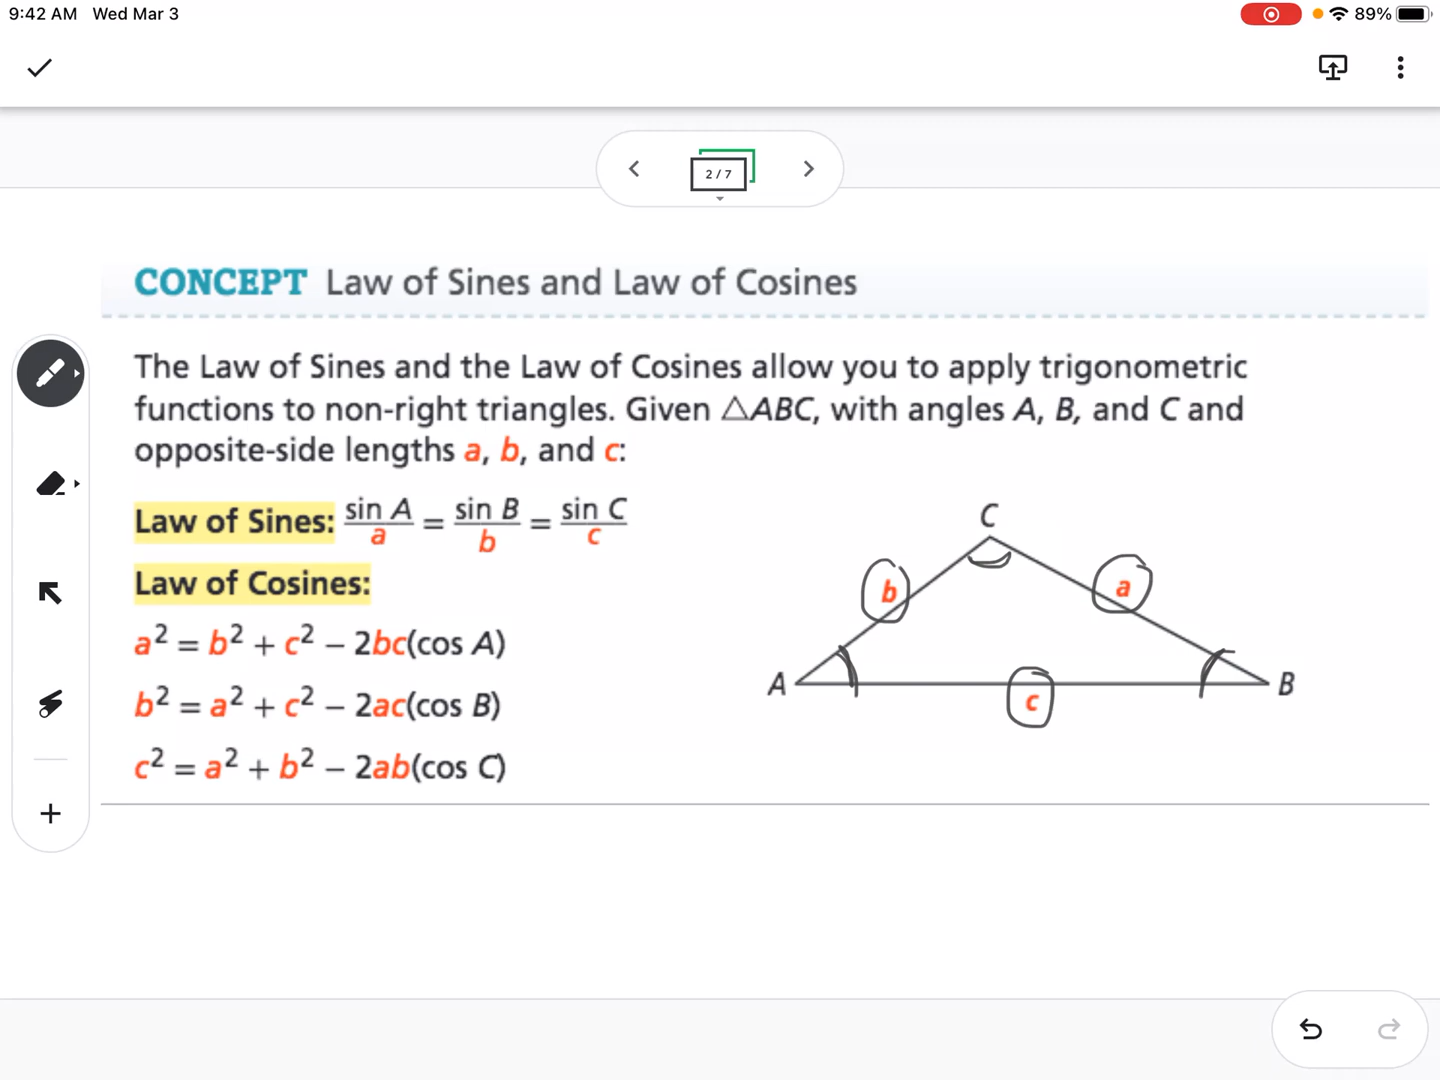 9:42 AM Wed Mar 3
89%
2 / 7
CONCEPT Law of Sines and Law of Cosines
The Law of Sines and the Law of Cosines allow you to apply trigonometric
functions to non-right triangles. Given △ABC, with angles A, B, and C and
opposite-side lengths a, b, and c:
Law of Sines: sin A/a = sin B/b = sin C/c
Law of Cosines:
a² = b² + c² – 2bc(cos A)
b² = a² + c² – 2ac(cos B)
c² = a² + b² – 2ab(cos C)
C
b
a
A
B
c